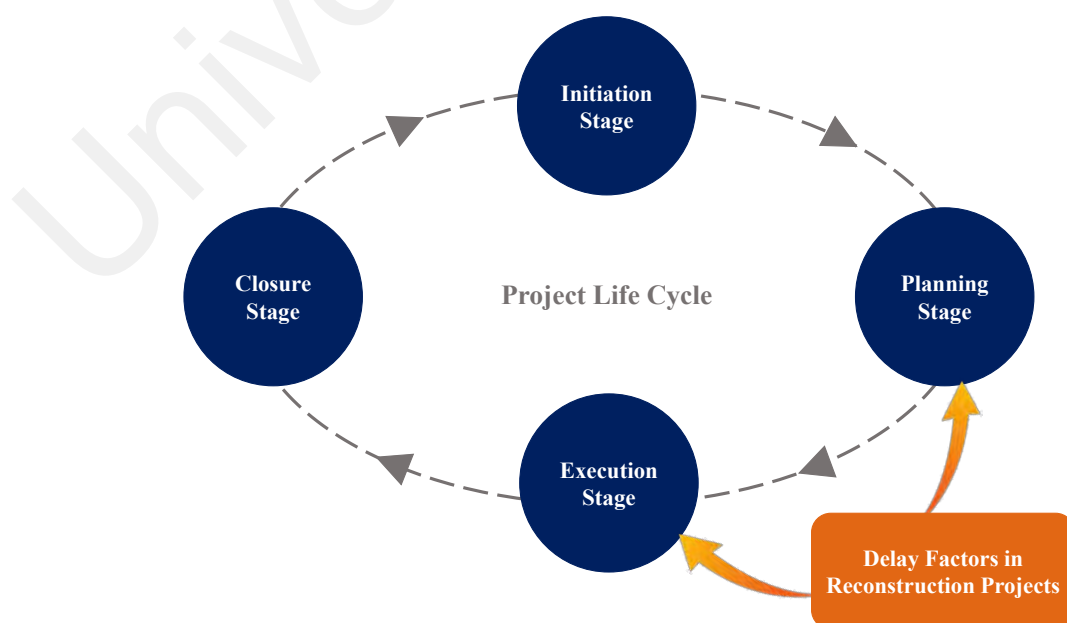 Initiation
Stage
Closure
Stage
Project Life Cycle
Planning
Stage
Execution
Stage
Delay Factors in
Reconstruction Projects